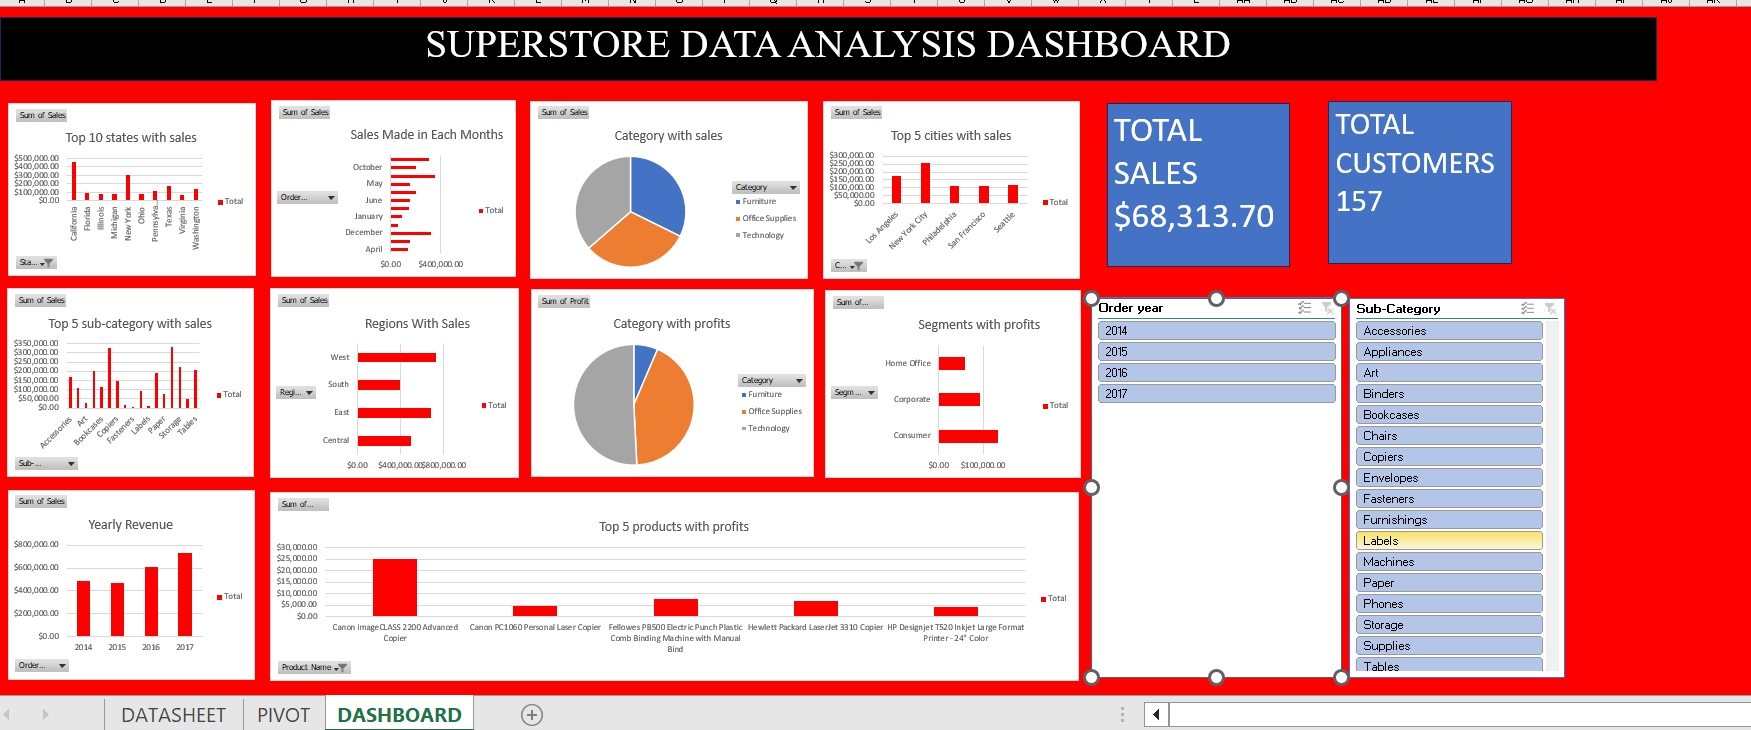 SUPERSTORE DATA ANALYSIS DASHBOARD
Sum of Sales
Top 10 states with sales
$500,000.00
$400,000.00
$300,000.00
$200,000.00
$100,000.00
$0.00
California
Florida
Illinois
Michigan
New York
Ohio
Pennsylva...
Texas
Virginia
Washington
Total
Sta...
Sum of Sales
Sales Made in Each Months
October
May
June
January
December
April
$0.00 $400,000.00
Order...
Total
Sum of Sales
Category with sales
Category
Furniture
Office Supplies
Technology
Sum of Sales
Top 5 cities with sales
$300,000.00
$250,000.00
$200,000.00
$150,000.00
$100,000.00
$50,000.00
$0.00
Los Angeles
New York City
Philadelphia
San Francisco
Seattle
Total
C...
TOTAL
SALES
$68,313.70
TOTAL
CUSTOMERS
157
Sum of Sales
Top 5 sub-category with sales
$350,000.00
$300,000.00
$250,000.00
$200,000.00
$150,000.00
$100,000.00
$50,000.00
$0.00
Accessories
Art
Bookcases
Copiers
Fasteners
Labels
Paper
Storage
Tables
Total
Sub-...
Sum of Sales
Regions With Sales
West
South
East
Central
$0.00 $400,000.00 $800,000.00
Regi...
Total
Sum of Profit
Category with profits
Category
Furniture
Office Supplies
Technology
Sum of...
Segments with profits
Home Office
Corporate
Consumer
$0.00 $100,000.00
Segm...
Total
Order year
2014
2015
2016
2017
Sub-Category
Accessories
Appliances
Art
Binders
Bookcases
Chairs
Copiers
Envelopes
Fasteners
Furnishings
Labels
Machines
Paper
Phones
Storage
Supplies
Tables
Sum of Sales
Yearly Revenue
$800,000.00
$600,000.00
$400,000.00
$200,000.00
$0.00
2014 2015 2016 2017
Total
Order...
Sum of...
Top 5 products with profits
$30,000.00
$25,000.00
$20,000.00
$15,000.00
$10,000.00
$5,000.00
$0.00
Canon imageCLASS 2200 Advanced
Copier
Canon PC1060 Personal Laser Copier
Fellowes PB500 Electric Punch Plastic
Comb Binding Machine with Manual
Bind
Hewlett Packard LaserJet 3310 Copier
HP Designjet T520 Inkjet Large Format
Printer - 24" Color
Total
Product Name
DATASHEET PIVOT DASHBOARD